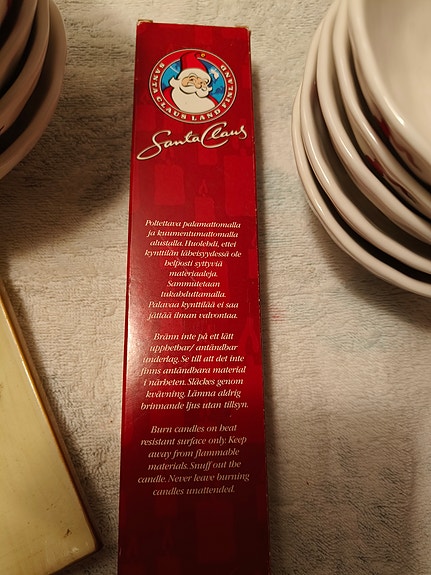 SANTA CLAUS LAND FINLAND
Santa Claus
Poltettava palamattomalla
ja kuumentumattomalla
alustalla. Huolehdi, ettei
kynttilän läheisyydessä ole
helposti syttyviä
materiaaleja.
Sammutetaan
tukahduttamalla.
Palavaa kynttilää ei saa
jättää ilman valvontaa.
Bränn inte på ett lätt
upphetbar/ antändbar
underlag. Se till att det inte
finns antändbara material
i närheten. Släckes genom
kvävning. Lämna aldrig
brinnande ljus utan tillsyn.
Burn candles on heat
resistant surface only. Keep
away from flammable
materials. Snuff out the
candle. Never leave burning
candles unattended.